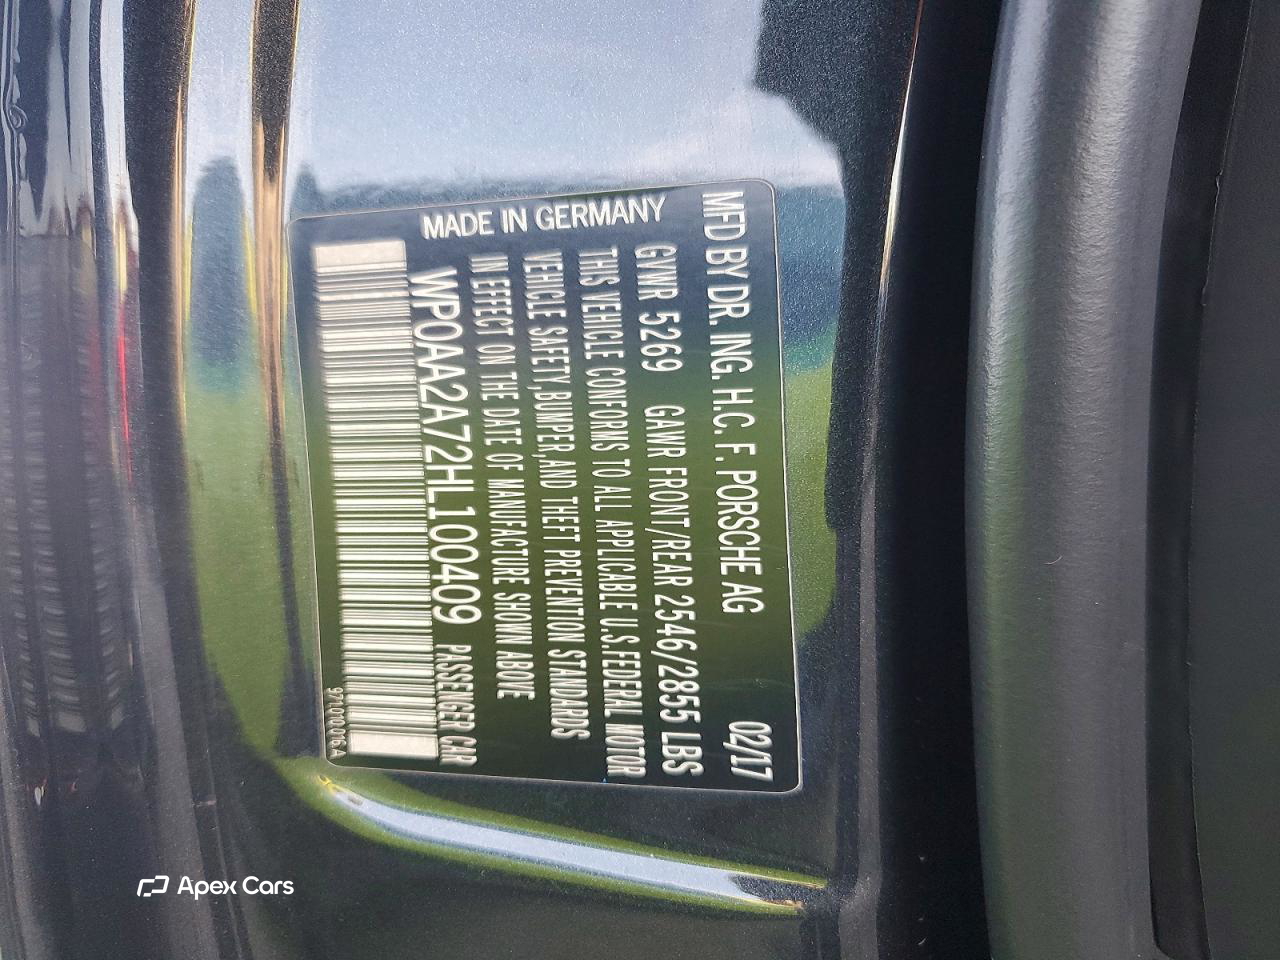 MFD BY DR. ING. H.C. F. PORSCHE AG 02/17
GVWR 5269 GAWR FRONT/REAR 2546/2855 LBS
THIS VEHICLE CONFORMS TO ALL APPLICABLE U.S.FEDERAL MOTOR
VEHICLE SAFETY,BUMPER,AND THEFT PREVENTION STANDARDS
IN EFFECT ON THE DATE OF MANUFACTURE SHOWN ABOVE
WP0AA2A72HL100409 PASSENGER CAR
MADE IN GERMANY
Apex Cars